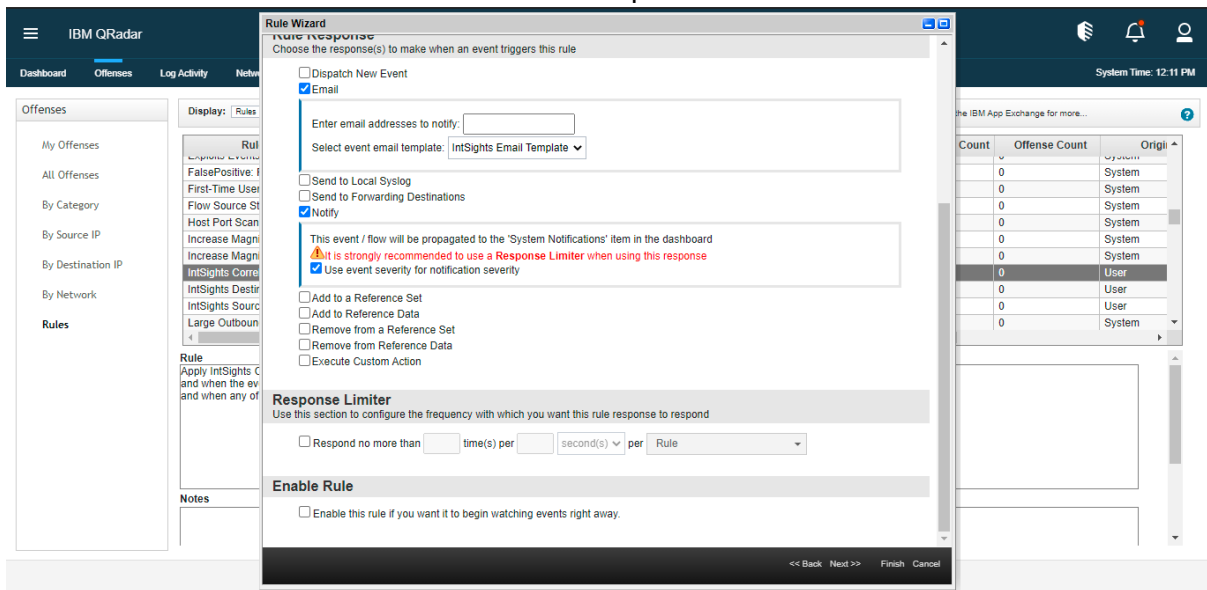 IBM QRadar
Dashboard Offenses Log Activity Netw
System Time: 12:11 PM
Offenses
My Offenses
All Offenses
By Category
By Source IP
By Destination IP
By Network
Rules
Display: Rules
the IBM App Exchange for more...
Rul
Count Offense Count Origi
FalsePositive: F
0 System
First-Time User
0 System
Flow Source St
0 System
Host Port Scan
0 System
Increase Magni
0 System
Increase Magni
0 System
IntSights Corre
0 User
IntSights Destin
0 User
IntSights Sourc
0 User
Large Outboun
0 System
Rule
Apply IntSights C
and when the ev
and when any of
Notes
Rule Wizard
Rule Response
Choose the response(s) to make when an event triggers this rule
Dispatch New Event
Email
Enter email addresses to notify:
Select event email template: IntSights Email Template
Send to Local Syslog
Send to Forwarding Destinations
Notify
This event / flow will be propagated to the 'System Notifications' item in the dashboard
It is strongly recommended to use a Response Limiter when using this response
Use event severity for notification severity
Add to a Reference Set
Add to Reference Data
Remove from a Reference Set
Remove from Reference Data
Execute Custom Action
Response Limiter
Use this section to configure the frequency with which you want this rule response to respond
Respond no more than time(s) per second(s) per Rule
Enable Rule
Enable this rule if you want it to begin watching events right away.
<< Back Next >> Finish Cancel